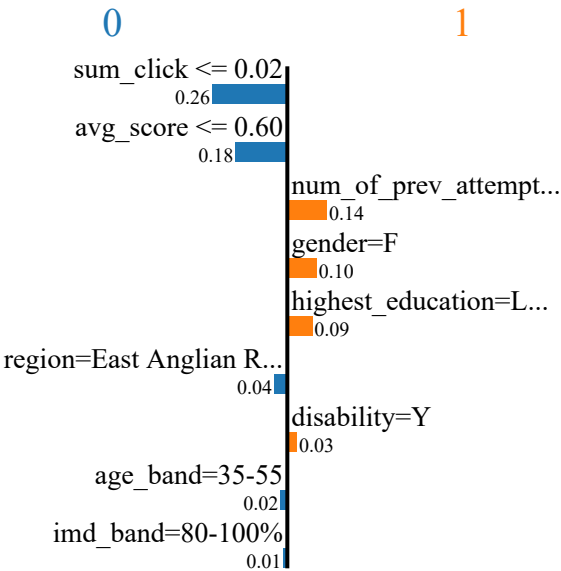 0 1
sum_click <= 0.02
0.26
avg_score <= 0.60
0.18
num_of_prev_attempt...
0.14
gender=F
0.10
highest_education=L...
0.09
region=East Anglian R...
0.04
disability=Y
0.03
age_band=35-55
0.02
imd_band=80-100%
0.01